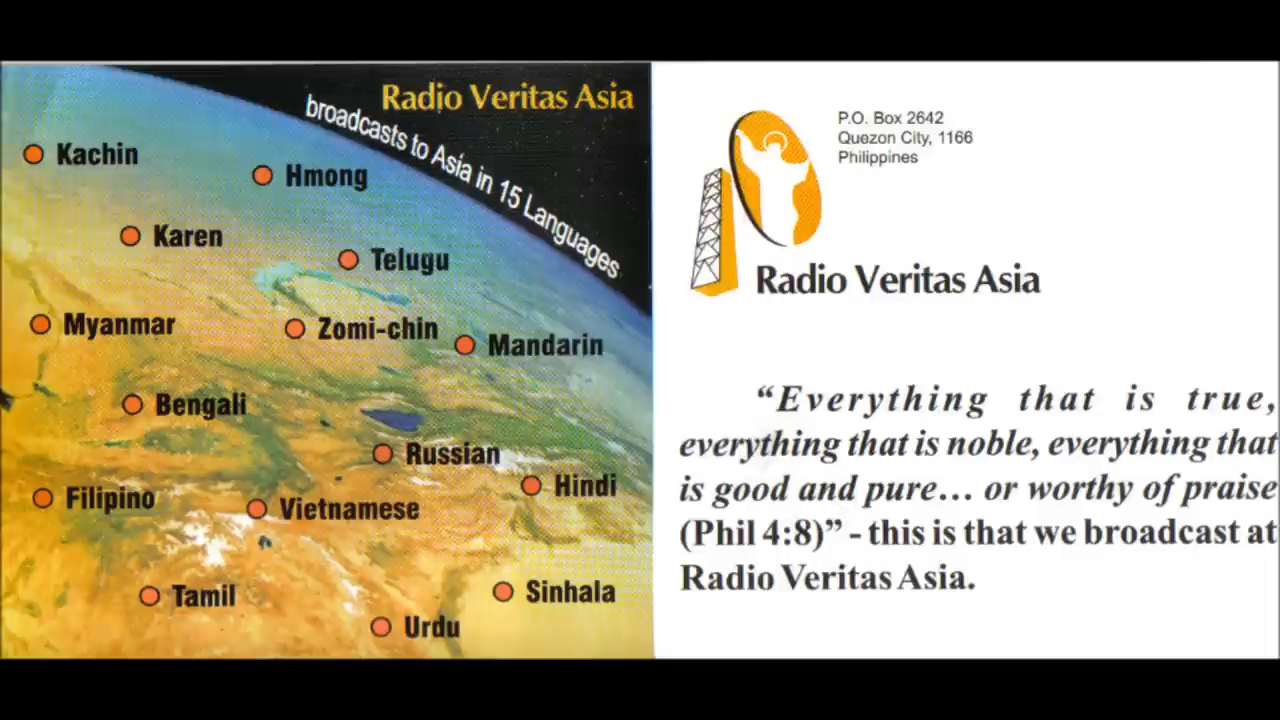 Radio Veritas Asia
broadcasts to Asia in 15 Languages
Kachin
Hmong
Karen
Telugu
Myanmar
Zomi-chin
Mandarin
Bengali
Russian
Hindi
Filipino
Vietnamese
Tamil
Sinhala
Urdu
P.O. Box 2642
Quezon City, 1166
Philippines
Radio Veritas Asia
“Everything that is true,
everything that is noble, everything that
is good and pure... or worthy of praise
(Phil 4:8)” - this is that we broadcast at
Radio Veritas Asia.